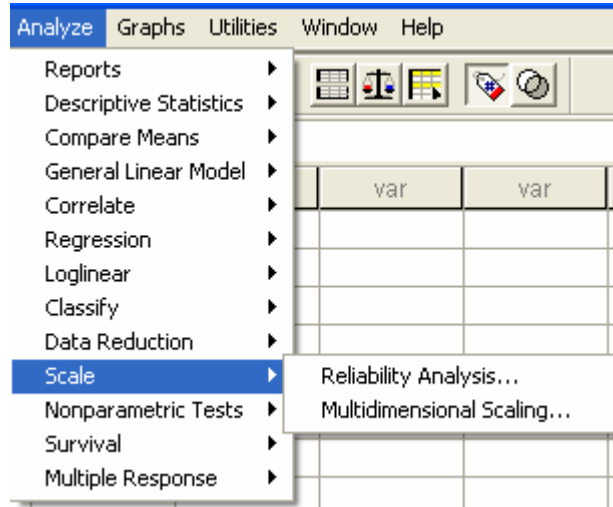 Analyze Graphs Utilities Window Help
Reports
Descriptive Statistics
Compare Means
General Linear Model
var var
Correlate
Regression
Loglinear
Classify
Data Reduction
Scale
Reliability Analysis...
Multidimensional Scaling...
Nonparametric Tests
Survival
Multiple Response